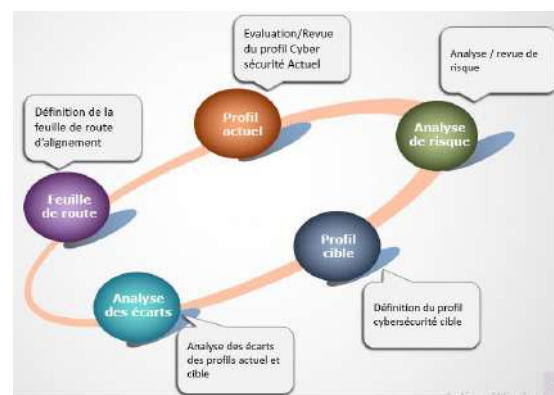 Evaluation/Revue
du profil Cyber
sécurité Actuel
Analyse / revue de
risque
Définition de la
feuille de route
d'alignement
Profil
actuel
Analyse
de risque
Feuille
de route
Profil
cible
Analyse
des écarts
Définition du profil
cybersécurité cible
Analyse des écarts
des profils actuel et
cible